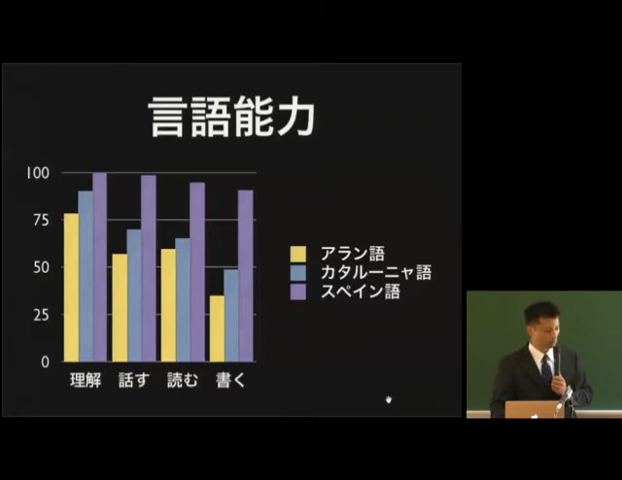 言語能力
100
75
50
25
0
理解 話す 読む 書く
アラン語
カタルーニャ語
スペイン語